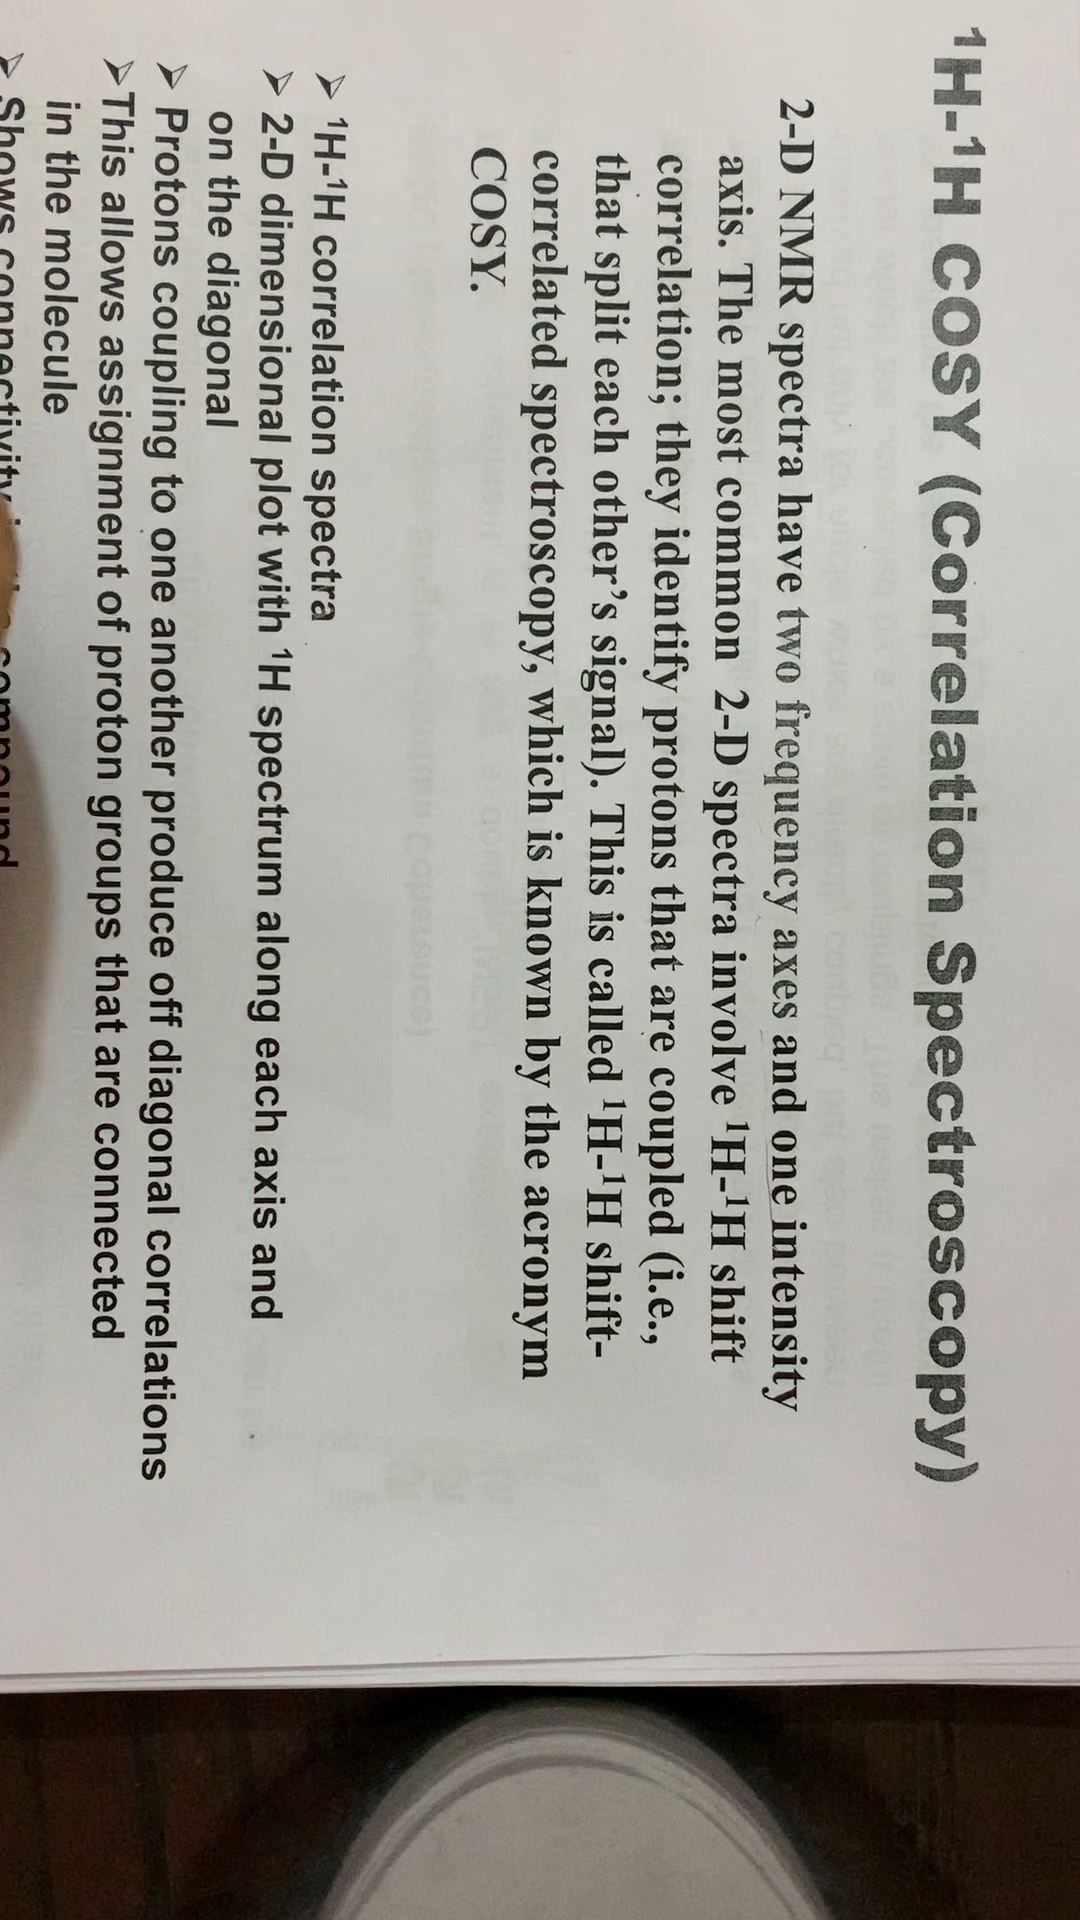 ¹H-¹H COSY (Correlation Spectroscopy)
2-D NMR spectra have two frequency axes and one intensity
axis. The most common 2-D spectra involve ¹H-¹H shift
correlation; they identify protons that are coupled (i.e.,
that split each other's signal). This is called ¹H-¹H shift-
correlated spectroscopy, which is known by the acronym
COSY.
➢ ¹H-¹H correlation spectra
➢ 2-D dimensional plot with ¹H spectrum along each axis and
on the diagonal
➢ Protons coupling to one another produce off diagonal correlations
➢This allows assignment of proton groups that are connected
in the molecule
➢ Shows connectivity compound